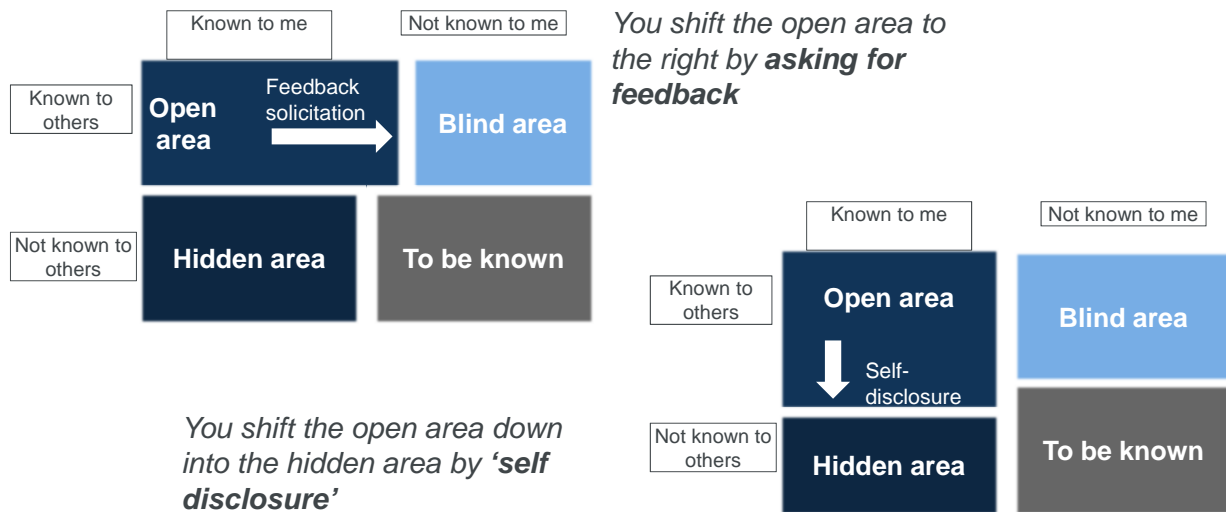 Known to me
Not known to me
You shift the open area to
the right by asking for
feedback
Known to
others
Open
area
Feedback
solicitation
Blind area
Not known to
others
Hidden area
To be known
Known to me
Not known to me
Known to
others
Open area
Blind area
Self-
disclosure
Not known to
others
Hidden area
To be known
You shift the open area down
into the hidden area by ‘self
disclosure’